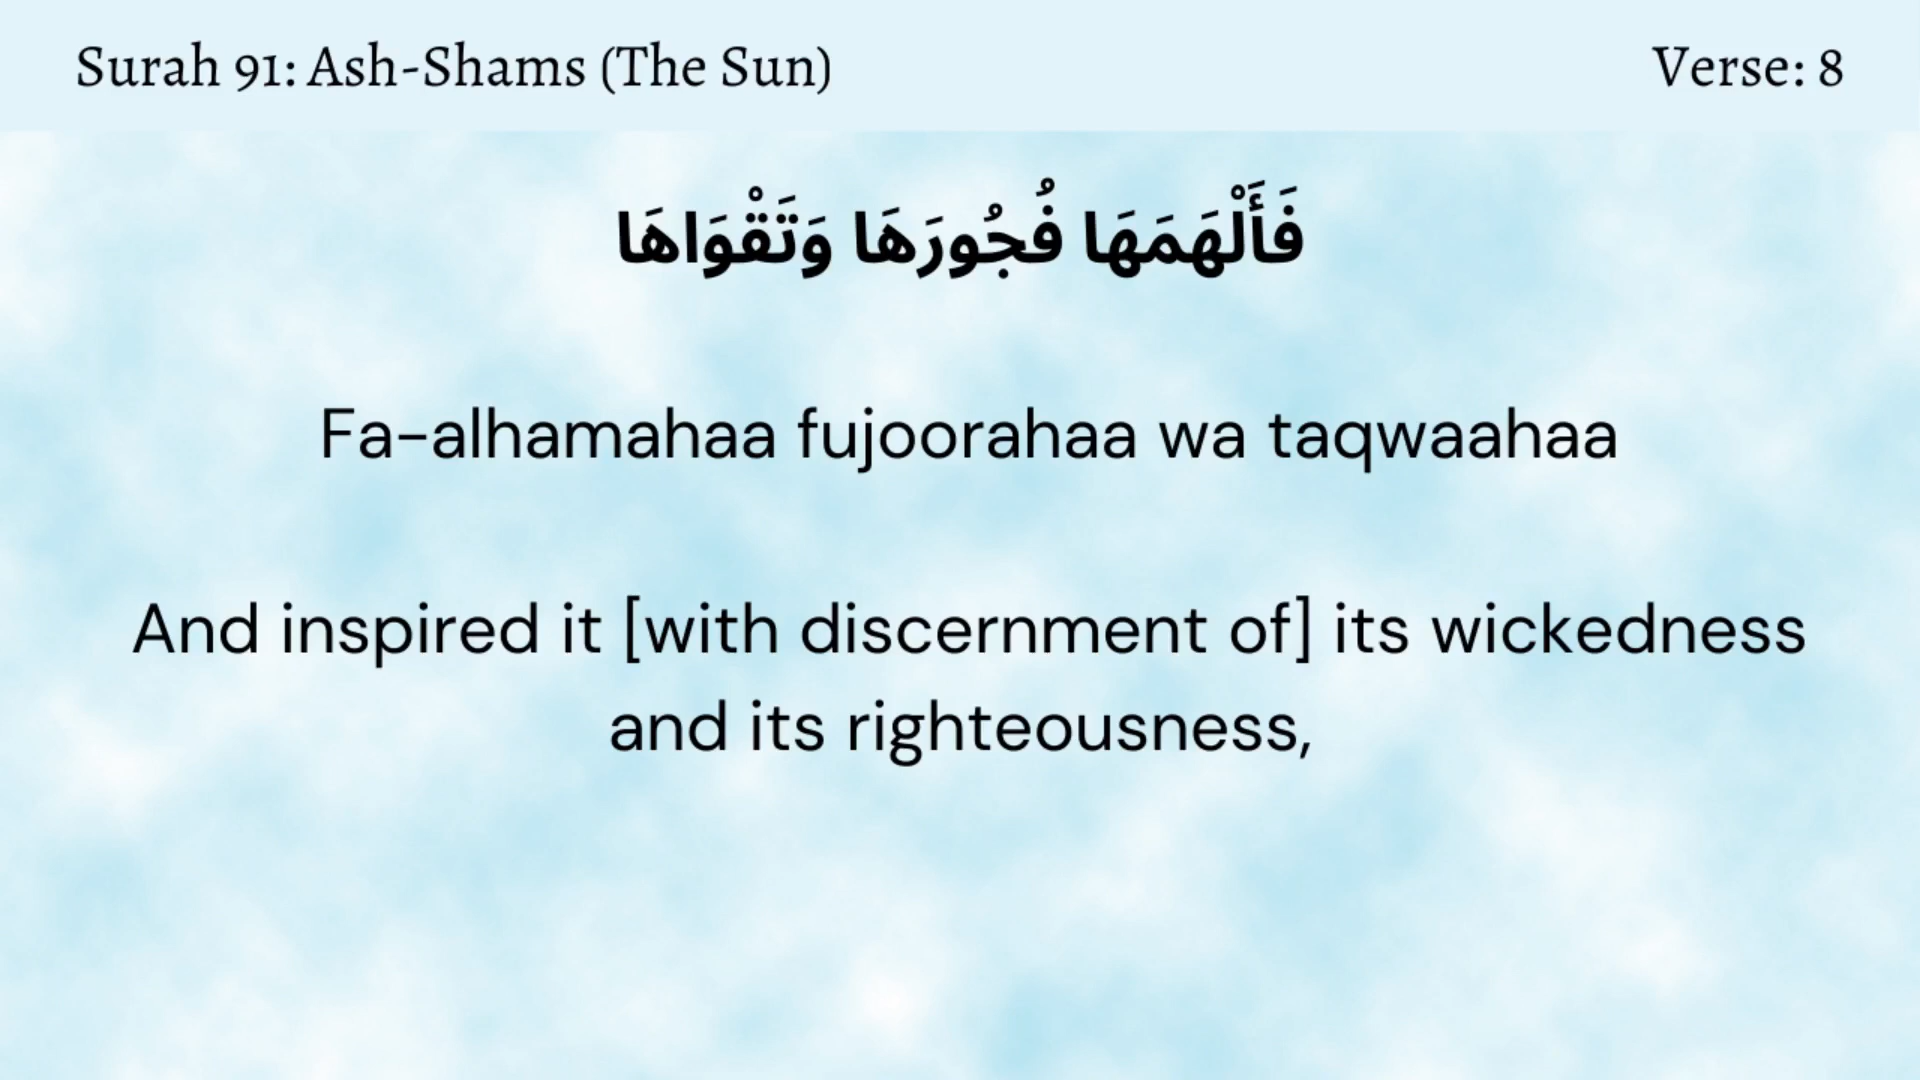 Surah 91: Ash-Shams (The Sun)
Verse: 8
فَأَلْهَمَهَا فُجُورَهَا وَتَقْوَاهَا
Fa-alhamahaa fujoorahaa wa taqwaahaa
And inspired it [with discernment of] its wickedness
and its righteousness,